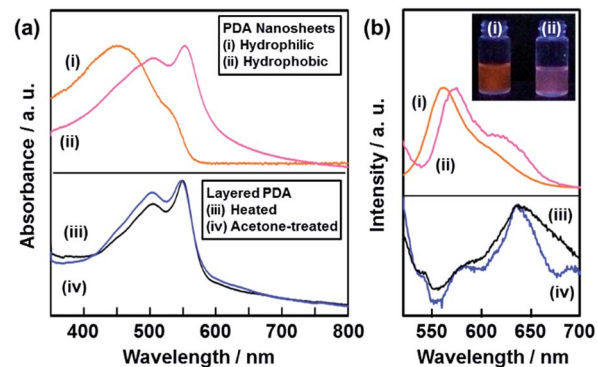 (a)
PDA Nanosheets
(i) Hydrophilic
(ii) Hydrophobic
(i)
(ii)
Layered PDA
(iii) Heated
(iv) Acetone-treated
(iii)
(iv)
Absorbance / a. u.
400 500 600 700 800
Wavelength / nm
(b)
(i) (ii)
(i)
(ii)
(iii)
(iv)
Intensity / a. u.
550 600 650 700
Wavelength / nm